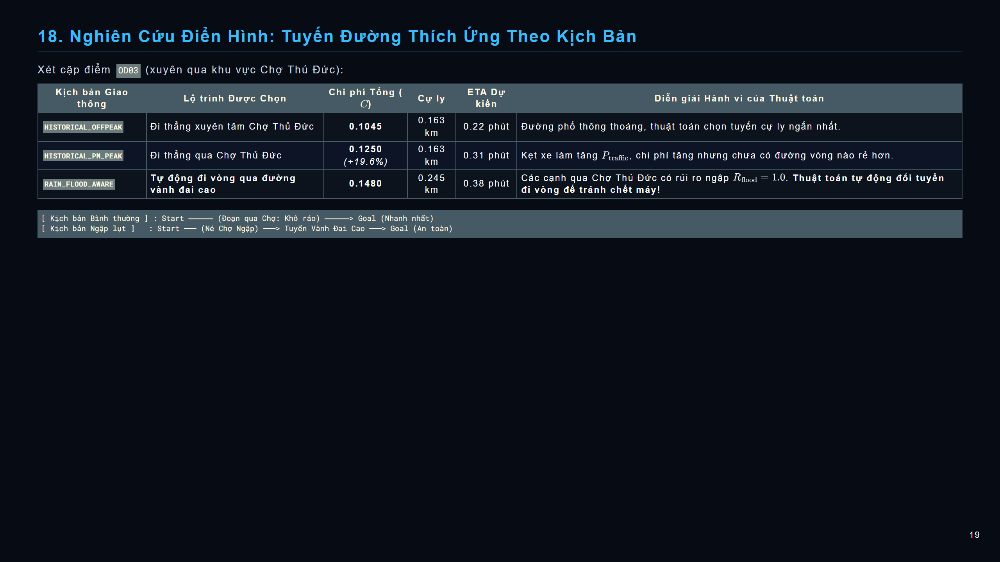 18. Nghiên Cứu Điển Hình: Tuyến Đường Thích Ứng Theo Kịch Bản
Xét cặp điểm OD03 (xuyên qua khu vực Chợ Thủ Đức):
Kịch bản Giao
thông
Lộ trình Được Chọn
Chi phí Tổng (
C)
Cự ly
ETA Dự
kiến
Diễn giải Hành vi của Thuật toán
HISTORICAL_OFFPEAK
Đi thẳng xuyên tâm Chợ Thủ Đức
0.1045
0.163
km
0.22 phút
Đường phố thông thoáng, thuật toán chọn tuyến cự ly ngắn nhất.
HISTORICAL_PM_PEAK
Đi thẳng qua Chợ Thủ Đức
0.1250
(+19.6%)
0.163
km
0.31 phút
Kẹt xe làm tăng P_traffic, chi phí tăng nhưng chưa có đường vòng nào rẻ hơn.
RAIN_FLOOD_AWARE
Tự động đi vòng qua đường
vành đai cao
0.1480
0.245
km
0.38 phút
Các cạnh qua Chợ Thủ Đức có rủi ro ngập R_flood = 1.0. Thuật toán tự động đổi tuyến
đi vòng để tránh chết máy!
[ Kịch bản Bình thường ] : Start ══════ (Đoạn qua Chợ: Khô ráo) ══════> Goal (Nhanh nhất)
[ Kịch bản Ngập lụt ]   : Start ─── (Né Chợ Ngập) ───> Tuyến Vành Đai Cao ───> Goal (An toàn)
19